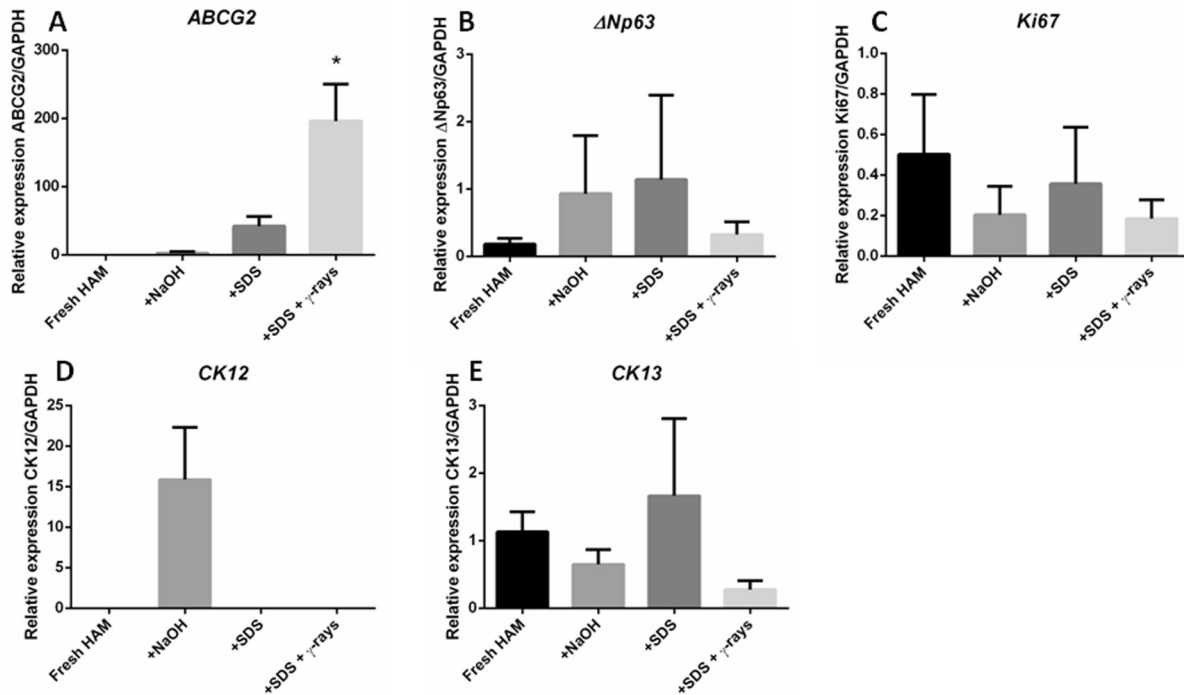 A
ABCG2
Relative expression ABCG2/GAPDH
300
200
100
0
*
Fresh HAM
+NaOH
+SDS
+SDS + γ-rays
B
ΔNp63
Relative expression ΔNp63/GAPDH
3
2
1
0
Fresh HAM
+NaOH
+SDS
+SDS + γ-rays
C
Ki67
Relative expression Ki67/GAPDH
1.0
0.8
0.6
0.4
0.2
0.0
Fresh HAM
+NaOH
+SDS
+SDS + γ-rays
D
CK12
Relative expression CK12/GAPDH
25
20
15
10
5
0
Fresh HAM
+NaOH
+SDS
+SDS + γ-rays
E
CK13
Relative expression CK13/GAPDH
3
2
1
0
Fresh HAM
+NaOH
+SDS
+SDS + γ-rays